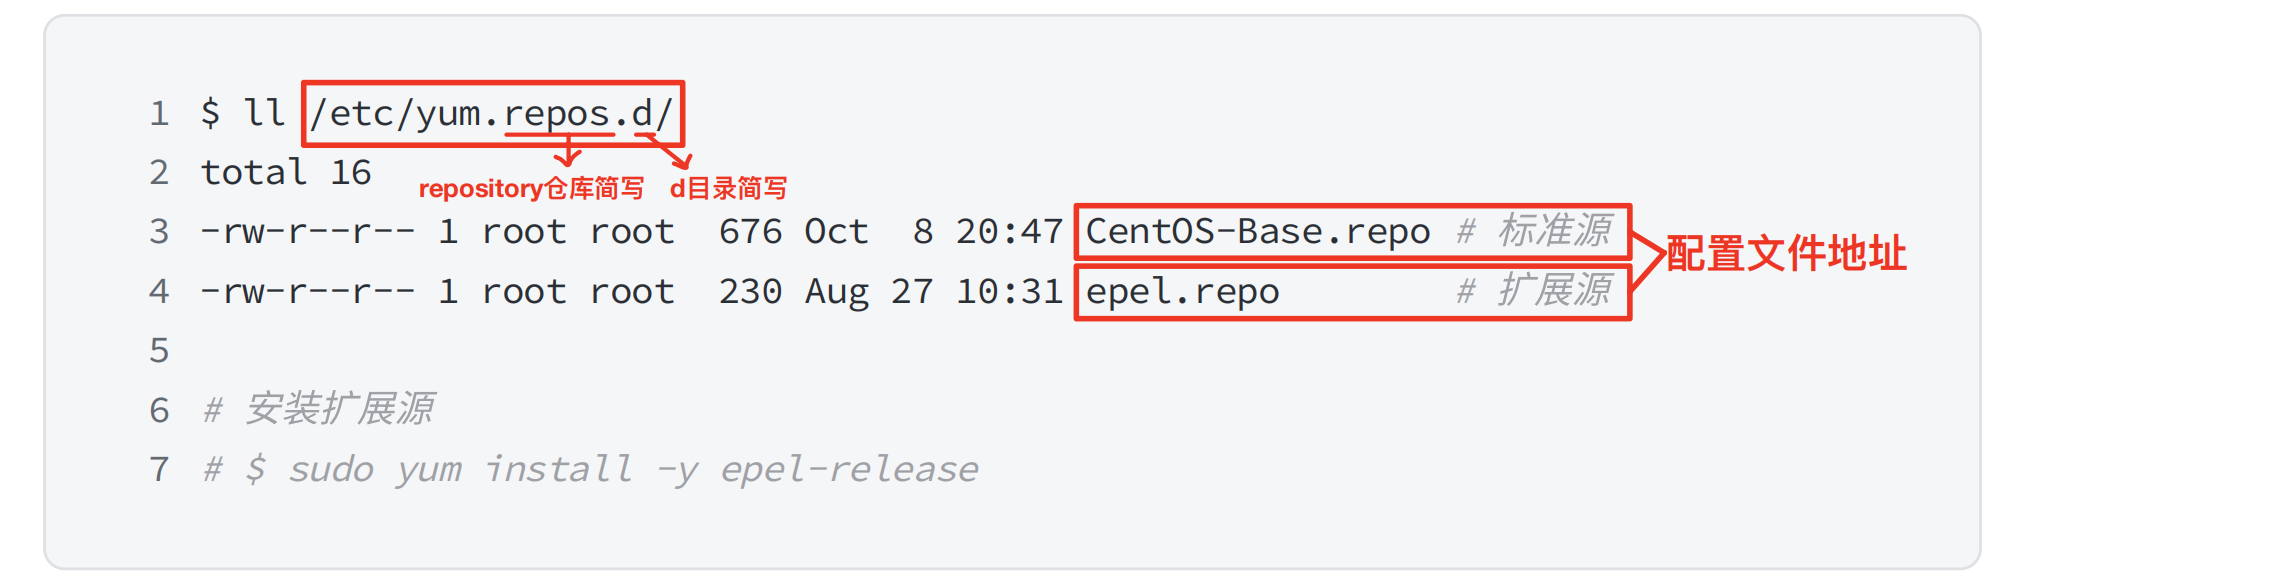 1 $ ll /etc/yum.repos.d/
2 total 16
repository仓库简写 d目录简写
3 -rw-r--r-- 1 root root  676 Oct  8 20:47 CentOS-Base.repo # 标准源
配置文件地址
4 -rw-r--r-- 1 root root  230 Aug 27 10:31 epel.repo        # 扩展源
5
6 # 安装扩展源
7 # $ sudo yum install -y epel-release